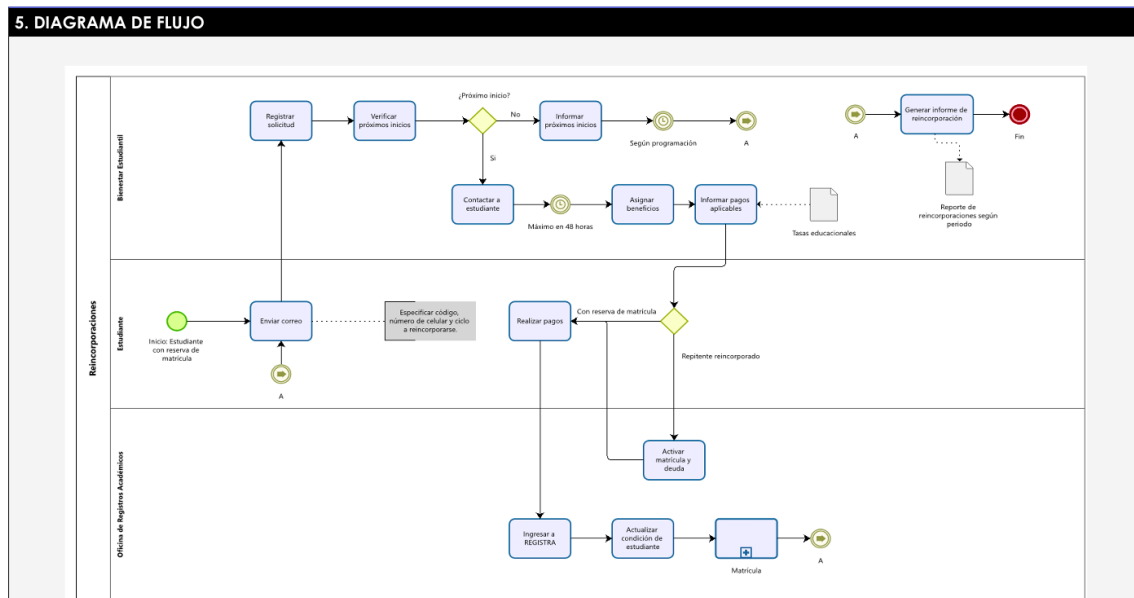 5. DIAGRAMA DE FLUJO
Reincorporaciones
Bienestar Estudiantil
Registrar
solicitud
Verificar
próximos inicios
¿Próximo inicio?
No
Si
Informar
próximos inicios
Según programación
A
A
Generar informe de
reincorporación
Fin
Reporte de
reincorporaciones según
periodo
Contactar a
estudiante
Máximo en 48 horas
Asignar
beneficios
Informar pagos
aplicables
Tasas educacionales
Estudiante
Inicio: Estudiante
con reserva de
matricula
Enviar correo
A
Especificar código,
número de celular y ciclo
a reincorporarse.
Realizar pagos
Con reserva de matricula
Repitente reincorporado
Oficina de Registros Académicos
Activar
matrícula y
deuda
Ingresar a
REGISTRA
Actualizar
condición de
estudiante
Matrícula
A